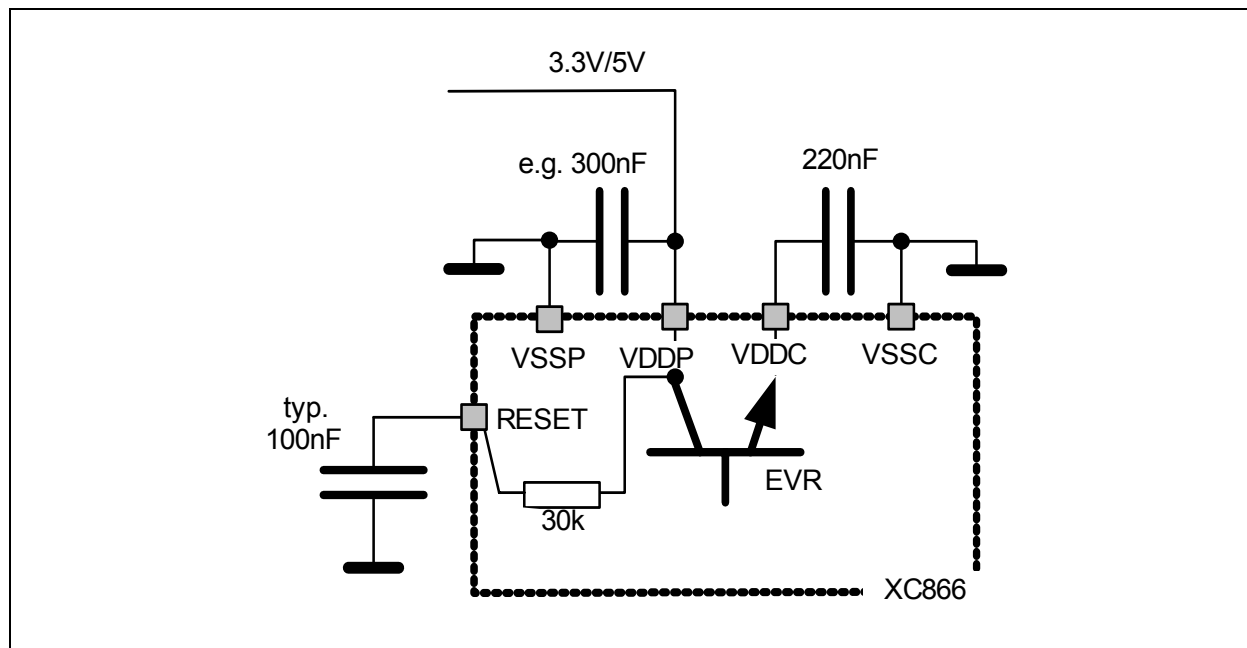 3.3V/5V
e.g. 300nF
220nF
VSSP
VDDP
VDDC
VSSC
typ.
100nF
RESET
EVR
30k
XC866